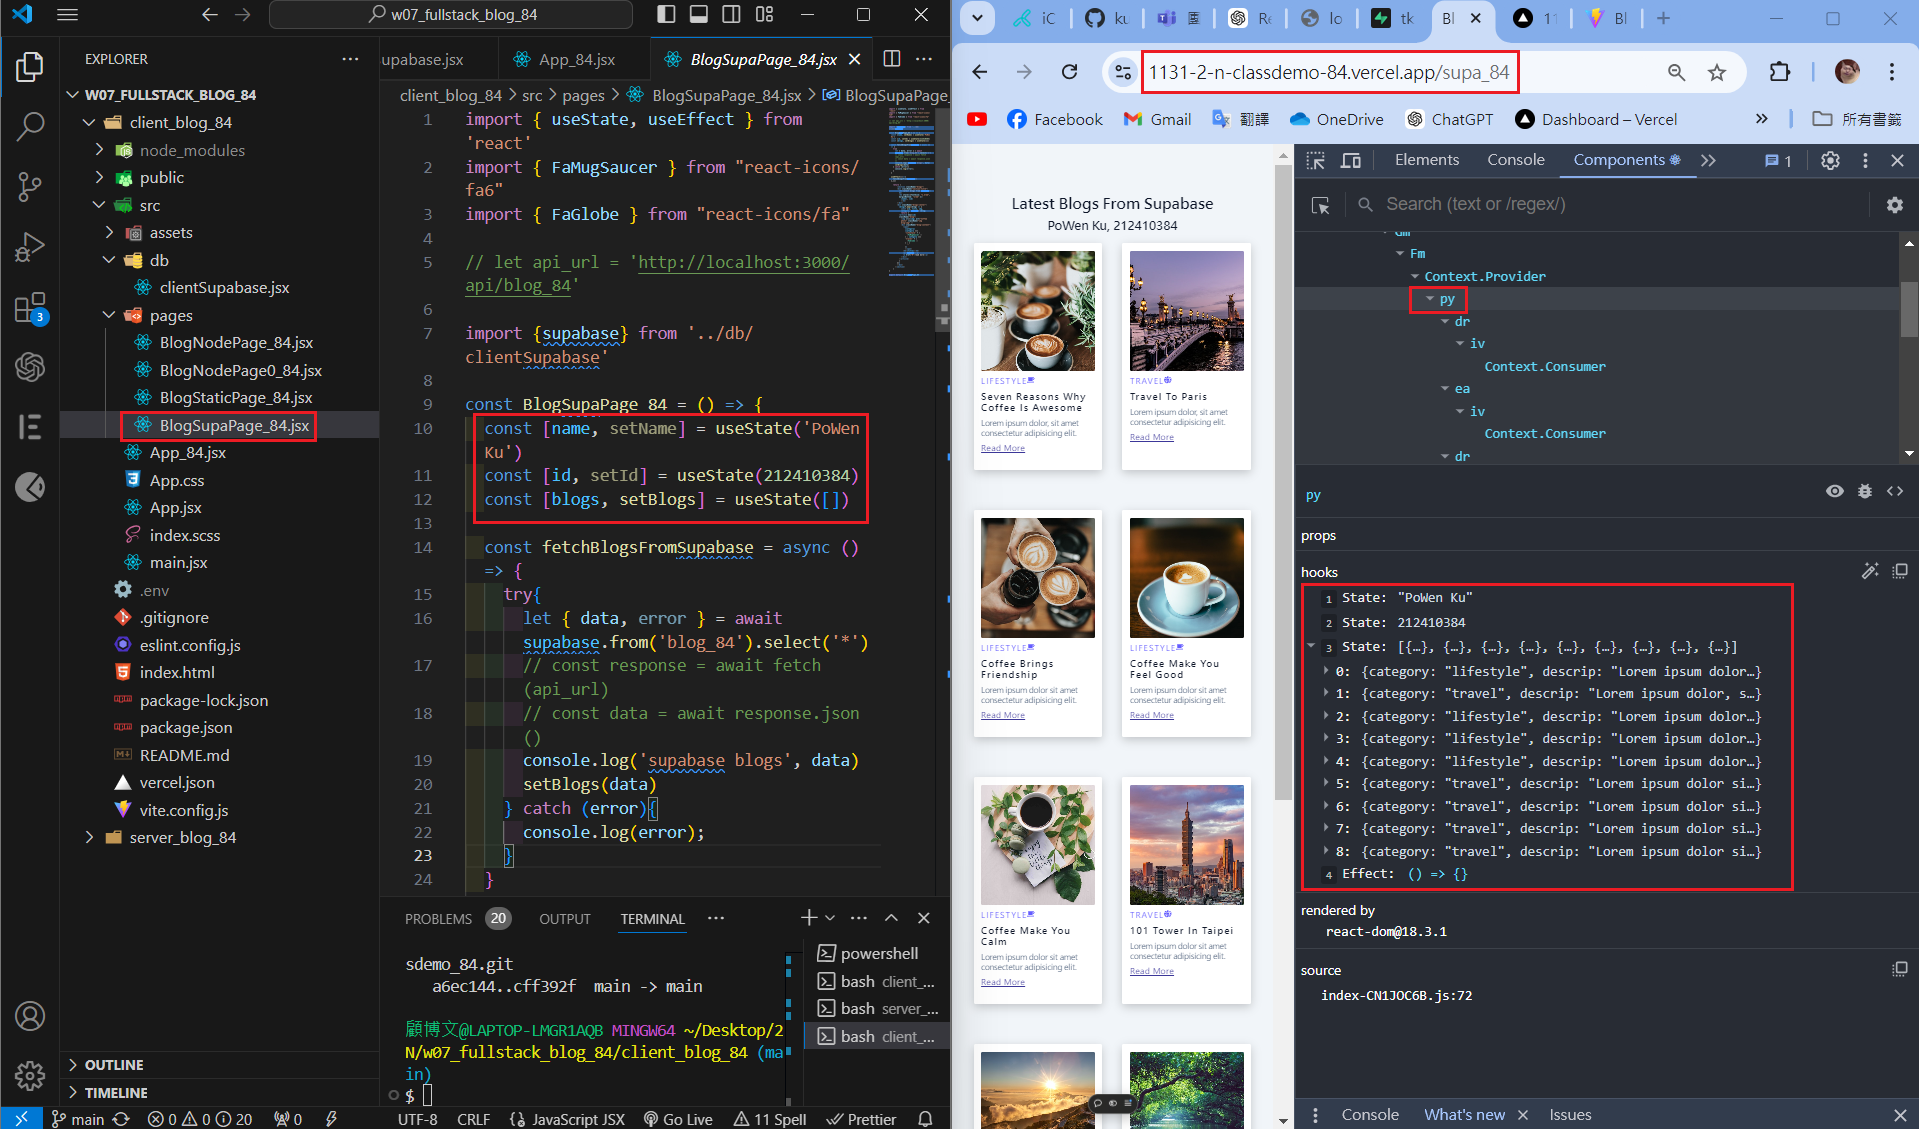 w07_fullstack_blog_84
EXPLORER
W07_FULLSTACK_BLOG_84
client_blog_84
node_modules
public
src
assets
db
clientSupabase.jsx
pages
BlogNodePage_84.jsx
BlogNodePage0_84.jsx
BlogStaticPage_84.jsx
BlogSupaPage_84.jsx
App_84.jsx
App.css
App.jsx
index.scss
main.jsx
.env
.gitignore
eslint.config.js
index.html
package-lock.json
package.json
README.md
vercel.json
vite.config.js
server_blog_84
OUTLINE
TIMELINE
3
upabase.jsx
App_84.jsx
BlogSupaPage_84.jsx
client_blog_84 > src > pages > BlogSupaPage_84.jsx > BlogSupaPage_
1 import { useState, useEffect } from
'react'
2 import { FaMugSaucer } from "react-icons/
fa6"
3 import { FaGlobe } from "react-icons/fa"
4
5 // let api_url = 'http://localhost:3000/
api/blog_84'
6
7 import {supabase} from '../db/
clientSupabase'
8
9 const BlogSupaPage_84 = () => {
10 const [name, setName] = useState('PoWen
Ku')
11 const [id, setId] = useState(212410384)
12 const [blogs, setBlogs] = useState([])
13
14 const fetchBlogsFromSupabase = async ()
=> {
15 try{
16 let { data, error } = await
supabase.from('blog_84').select('*')
17 // const response = await fetch
(api_url)
18 // const data = await response.json
()
19 console.log('supabase blogs', data)
20 setBlogs(data)
21 } catch (error){
22 console.log(error);
23 }
24 }
PROBLEMS 20 OUTPUT TERMINAL
sdemo_84.git
a6ec144..cff392f main -> main
顧博文@LAPTOP-LMGR1AQB MINGW64 ~/Desktop/2
N/w07_fullstack_blog_84/client_blog_84 (ma
in)
$
powershell
bash client_...
bash server_...
bash client_...
main 0 0 20 0 UTF-8 CRLF JavaScript JSX Go Live 11 Spell Prettier
iC
ku
Re
lo
tk
Bl
11
Bl
1131-2-n-classdemo-84.vercel.app/supa_84
Facebook
Gmail
翻譯
OneDrive
ChatGPT
Dashboard – Vercel
所有書籤
Latest Blogs From Supabase
PoWen Ku, 212410384
LIFESTYLE
Seven Reasons Why
Coffee Is Awesome
Lorem ipsum dolor sit, amet
consectetur adipisicing elit.
Read More
TRAVEL
Travel To Paris
Lorem ipsum dolor, sit amet
consectetur adipisicing elit.
Read More
LIFESTYLE
Coffee Brings
Friendship
Lorem ipsum dolor sit amet
consectetur adipisicing elit.
Read More
LIFESTYLE
Coffee Make You
Feel Good
Lorem ipsum dolor sit amet
consectetur adipisicing elit.
Read More
LIFESTYLE
Coffee Make You
Calm
Lorem ipsum dolor sit amet
consectetur adipisicing elit.
Read More
TRAVEL
101 Tower In Taipei
Lorem ipsum dolor sit, amet
consectetur adipisicing elit.
Read More
Elements Console Components 1
Search (text or /regex/)
Gm
Fm
Context.Provider
py
dr
iv
Context.Consumer
ea
iv
Context.Consumer
dr
py
props
hooks
1 State: "PoWen Ku"
2 State: 212410384
3 State: [{…}, {…}, {…}, {…}, {…}, {…}, {…}, {…}, {…}]
0: {category: "lifestyle", descrip: "Lorem ipsum dolor…}
1: {category: "travel", descrip: "Lorem ipsum dolor, s…}
2: {category: "lifestyle", descrip: "Lorem ipsum dolor…}
3: {category: "lifestyle", descrip: "Lorem ipsum dolor…}
4: {category: "lifestyle", descrip: "Lorem ipsum dolor…}
5: {category: "travel", descrip: "Lorem ipsum dolor si…}
6: {category: "travel", descrip: "Lorem ipsum dolor si…}
7: {category: "travel", descrip: "Lorem ipsum dolor si…}
8: {category: "travel", descrip: "Lorem ipsum dolor si…}
4 Effect: () => {}
rendered by
react-dom@18.3.1
source
index-CN1JOC6B.js:72
Console What's new Issues